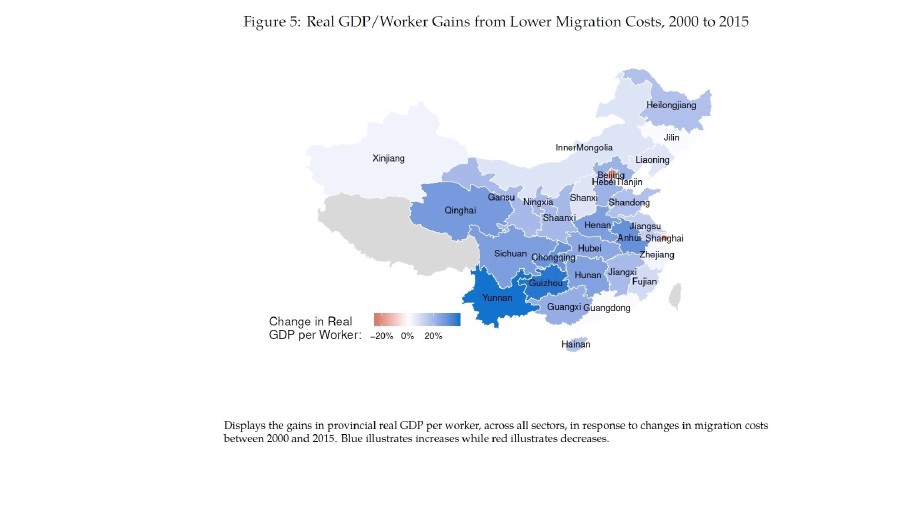 Figure 5: Real GDP/Worker Gains from Lower Migration Costs, 2000 to 2015
Heilongjiang
Jilin
InnerMongolia
Liaoning
Xinjiang
Beijing
Hebei
Tianjin
Gansu
Ningxia
Shanxi
Shandong
Qinghai
Shaanxi
Henan
Jiangsu
Anhui
Shanghai
Sichuan
Chongqing
Hubei
Zhejiang
Guizhou
Hunan
Jiangxi
Fujian
Yunnan
Guangxi
Guangdong
Change in Real
GDP per Worker:
−20% 0% 20%
Hainan
Displays the gains in provincial real GDP per worker, across all sectors, in response to changes in migration costs
between 2000 and 2015. Blue illustrates increases while red illustrates decreases.